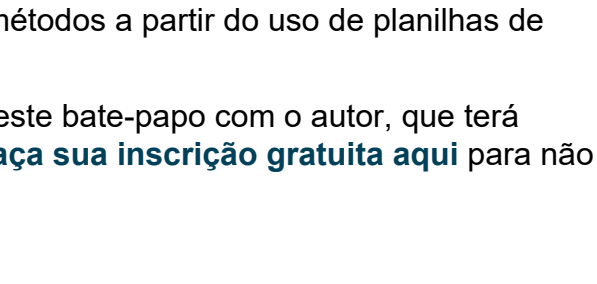 métodos a partir do uso de planilhas de
este bate-papo com o autor, que terá
aça sua inscrição gratuita aqui para não